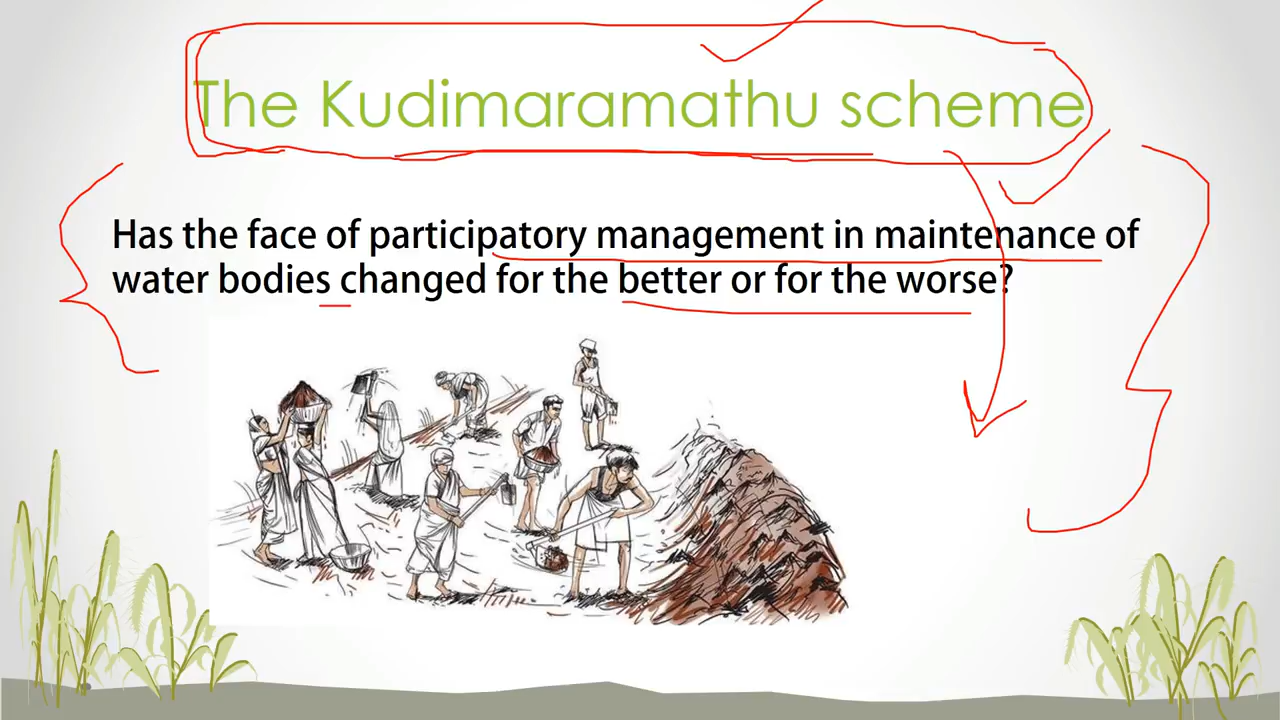 The Kudimaramathu scheme
Has the face of participatory management in maintenance of
water bodies changed for the better or for the worse?